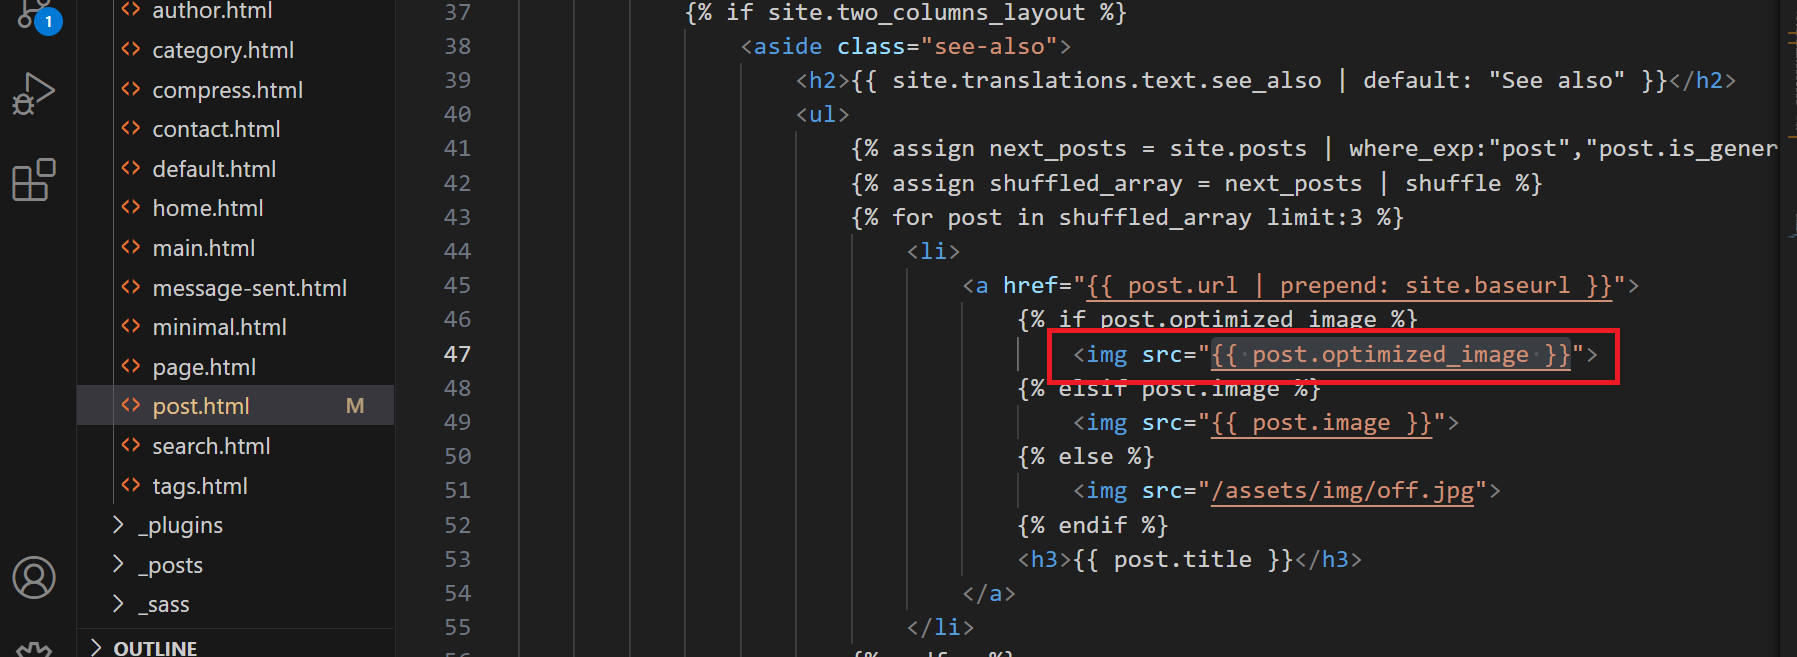 1
author.html
category.html
compress.html
contact.html
default.html
home.html
main.html
message-sent.html
minimal.html
page.html
post.html M
search.html
tags.html
_plugins
_posts
_sass
OUTLINE
37 {% if site.two_columns_layout %}
38 <aside class="see-also">
39 <h2>{{ site.translations.text.see_also | default: "See also" }}</h2>
40 <ul>
41 {% assign next_posts = site.posts | where_exp:"post","post.is_gener
42 {% assign shuffled_array = next_posts | shuffle %}
43 {% for post in shuffled_array limit:3 %}
44 <li>
45 <a href="{{ post.url | prepend: site.baseurl }}">
46 {% if post.optimized_image %}
47 <img src="{{ post.optimized_image }}">
48 {% elsif post.image %}
49 <img src="{{ post.image }}">
50 {% else %}
51 <img src="/assets/img/off.jpg">
52 {% endif %}
53 <h3>{{ post.title }}</h3>
54 </a>
55 </li>